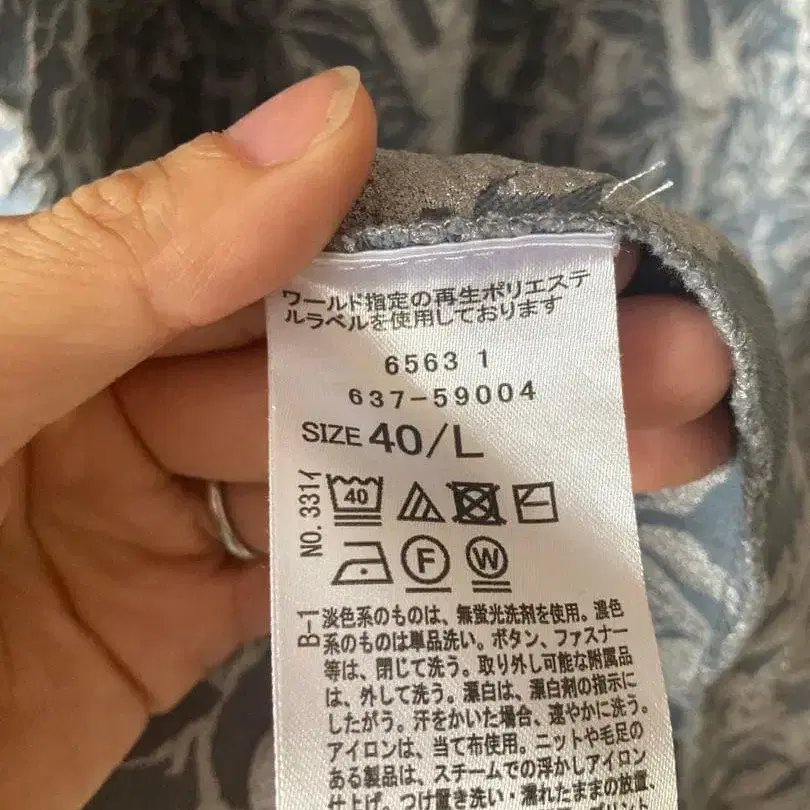 ワールド指定の再生ポリエステ
ルラベルを使用しております
6563 1
637-59004
SIZE 40/L
NO. 331イ
40
F W
B-1
淡色系のものは、無蛍光洗剤を使用。濃色
系のものは単品洗い。ボタン、ファスナー
等は、閉じて洗う。取り外し可能な附属品
は、外して洗う。漂白は、漂白剤の指示に
したがう。汗をかいた場合、速やかに洗う。
アイロンは、当て布使用。ニットや毛足の
ある製品は、スチームでの浮かしアイロン
仕上げ。つけ置き洗い・濡れたままの放置、